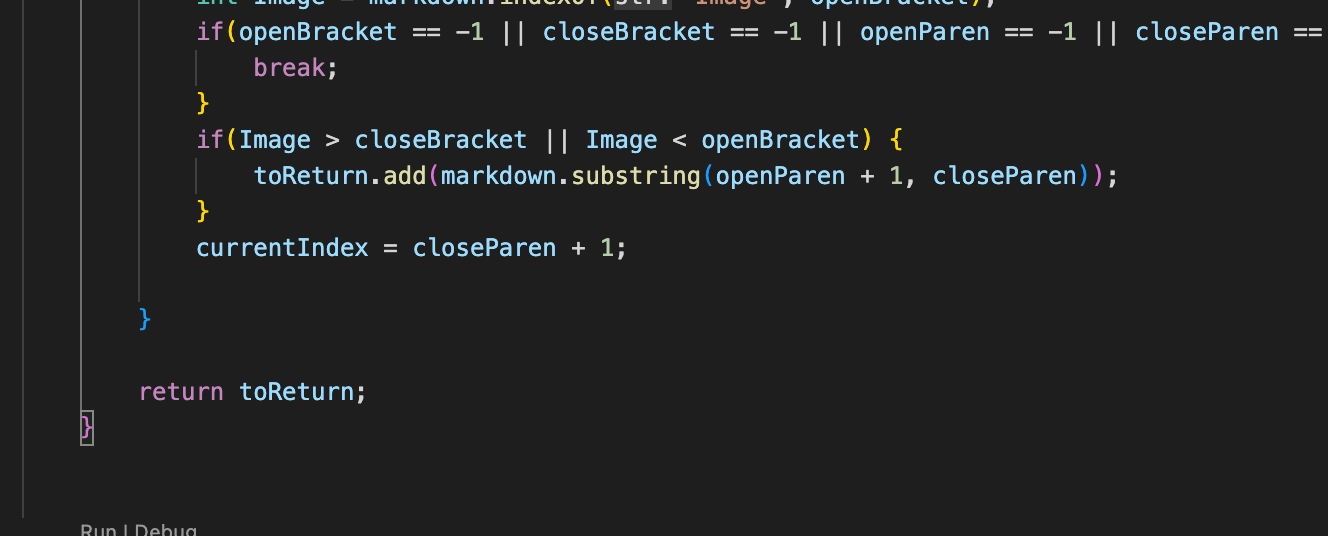 int Image = markdown.indexOf(str: "Image", openBracket);
if(openBracket == -1 || closeBracket == -1 || openParen == -1 || closeParen ==
break;
}
if(Image > closeBracket || Image < openBracket) {
toReturn.add(markdown.substring(openParen + 1, closeParen));
}
currentIndex = closeParen + 1;
}
return toReturn;
}
Run | Debug